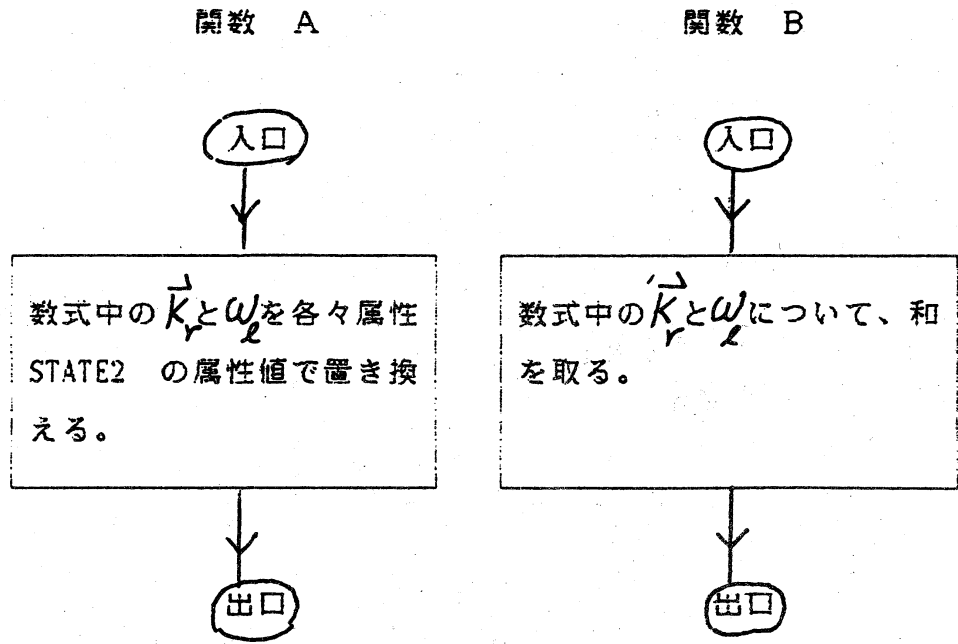 関数 A
入口
数式中の k⃗_r と ω_ℓ を各々属性
STATE2 の属性値で置き換
える。
出口
関数 B
入口
数式中の k⃗_r と ω_ℓ について、和
を取る。
出口